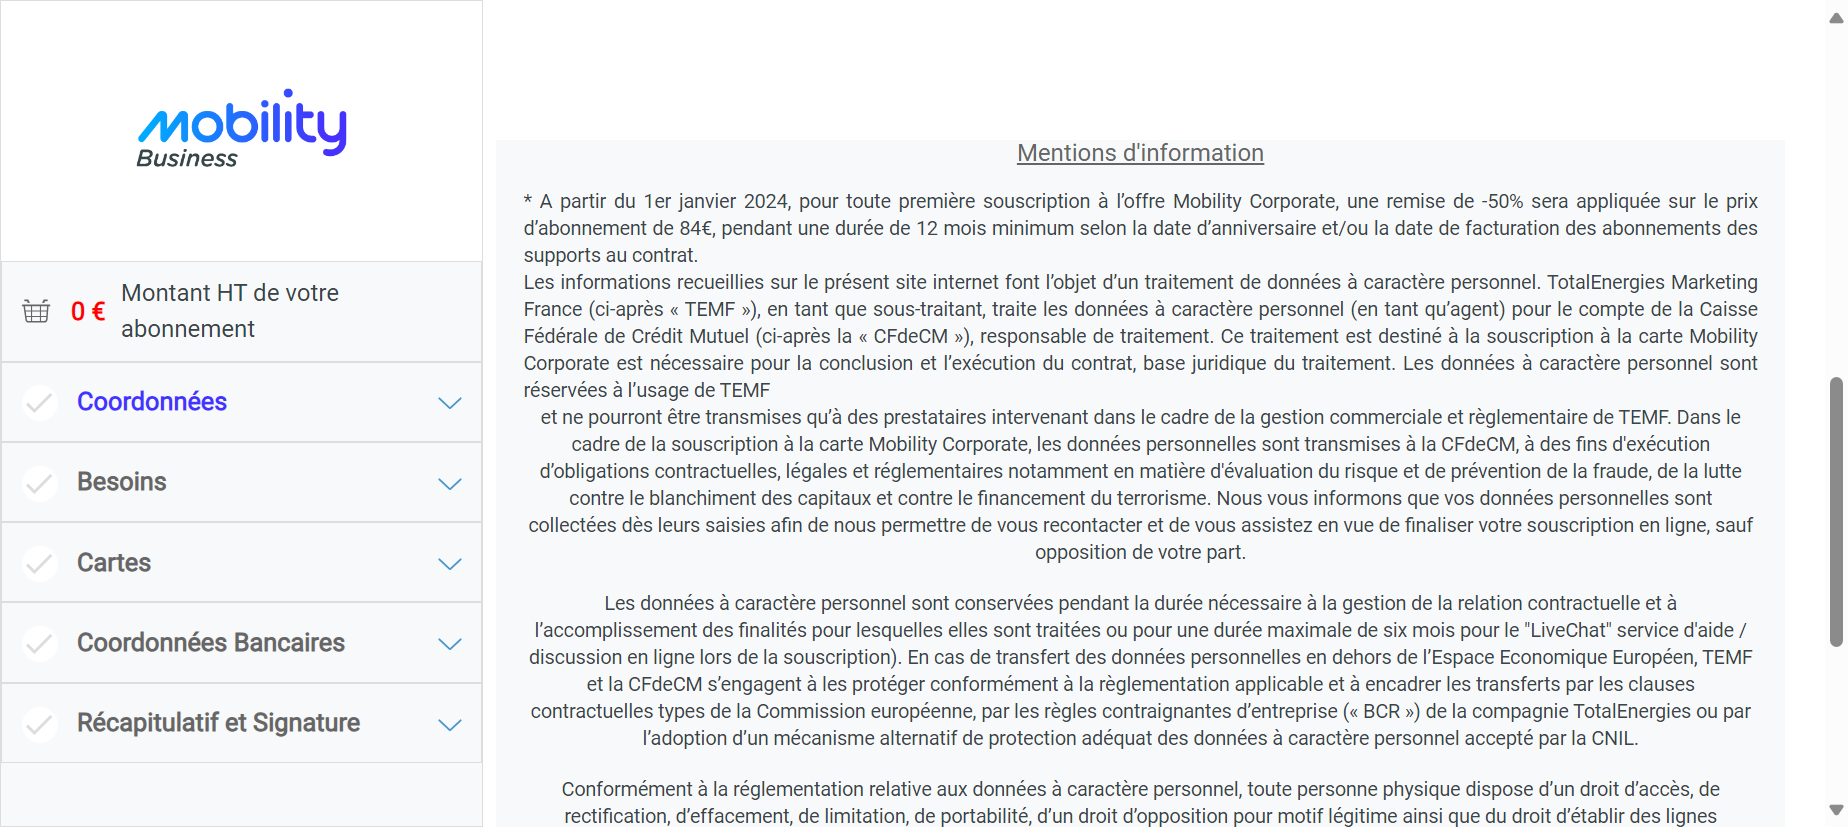 mobility
Business
0 €
Montant HT de votre
abonnement
Coordonnées
Besoins
Cartes
Coordonnées Bancaires
Récapitulatif et Signature
Mentions d'information
* A partir du 1er janvier 2024, pour toute première souscription à l’offre Mobility Corporate, une remise de -50% sera appliquée sur le prix
d’abonnement de 84€, pendant une durée de 12 mois minimum selon la date d’anniversaire et/ou la date de facturation des abonnements des
supports au contrat.
Les informations recueillies sur le présent site internet font l’objet d’un traitement de données à caractère personnel. TotalEnergies Marketing
France (ci-après « TEMF »), en tant que sous-traitant, traite les données à caractère personnel (en tant qu’agent) pour le compte de la Caisse
Fédérale de Crédit Mutuel (ci-après la « CFdeCM »), responsable de traitement. Ce traitement est destiné à la souscription à la carte Mobility
Corporate est nécessaire pour la conclusion et l’exécution du contrat, base juridique du traitement. Les données à caractère personnel sont
réservées à l’usage de TEMF
et ne pourront être transmises qu’à des prestataires intervenant dans le cadre de la gestion commerciale et règlementaire de TEMF. Dans le
cadre de la souscription à la carte Mobility Corporate, les données personnelles sont transmises à la CFdeCM, à des fins d'exécution
d’obligations contractuelles, légales et réglementaires notamment en matière d'évaluation du risque et de prévention de la fraude, de la lutte
contre le blanchiment des capitaux et contre le financement du terrorisme. Nous vous informons que vos données personnelles sont
collectées dès leurs saisies afin de nous permettre de vous recontacter et de vous assistez en vue de finaliser votre souscription en ligne, sauf
opposition de votre part.
Les données à caractère personnel sont conservées pendant la durée nécessaire à la gestion de la relation contractuelle et à
l’accomplissement des finalités pour lesquelles elles sont traitées ou pour une durée maximale de six mois pour le "LiveChat" service d'aide /
discussion en ligne lors de la souscription). En cas de transfert des données personnelles en dehors de l’Espace Economique Européen, TEMF
et la CFdeCM s’engagent à les protéger conformément à la règlementation applicable et à encadrer les transferts par les clauses
contractuelles types de la Commission européenne, par les règles contraignantes d’entreprise (« BCR ») de la compagnie TotalEnergies ou par
l’adoption d’un mécanisme alternatif de protection adéquat des données à caractère personnel accepté par la CNIL.
Conformément à la réglementation relative aux données à caractère personnel, toute personne physique dispose d’un droit d’accès, de
rectification, d’effacement, de limitation, de portabilité, d’un droit d’opposition pour motif légitime ainsi que du droit d’établir des lignes